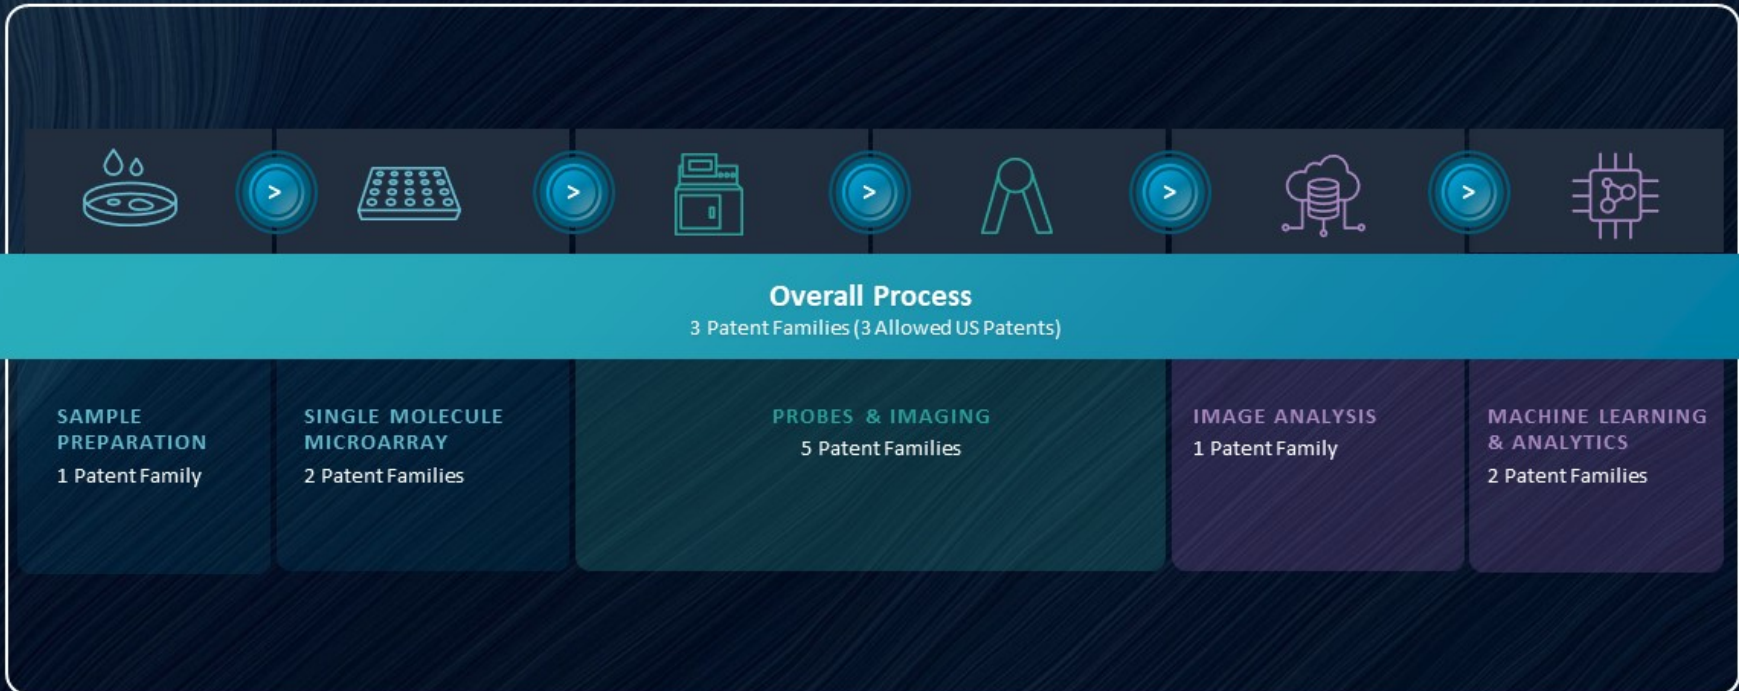 >
>
>
>
>
Overall Process
3 Patent Families (3 Allowed US Patents)
SAMPLE
PREPARATION
1 Patent Family
SINGLE MOLECULE
MICROARRAY
2 Patent Families
PROBES & IMAGING
5 Patent Families
IMAGE ANALYSIS
1 Patent Family
MACHINE LEARNING
& ANALYTICS
2 Patent Families